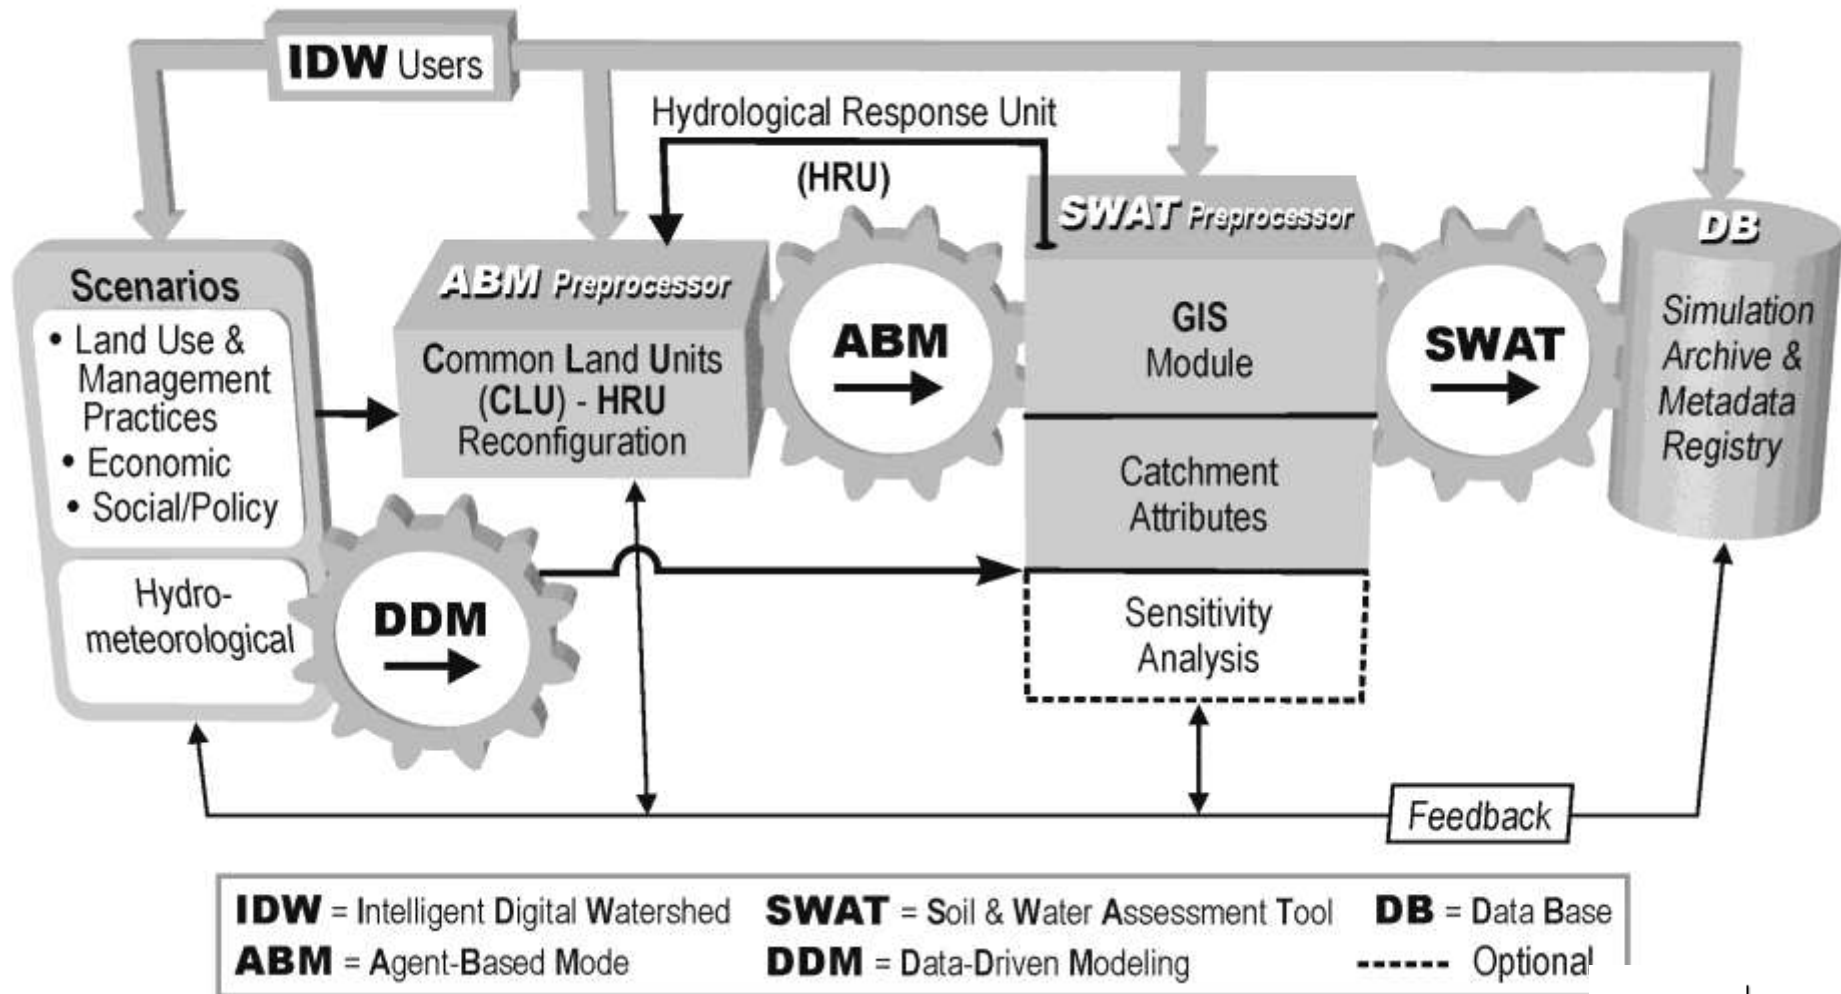 IDW Users
Hydrological Response Unit
(HRU)
Scenarios
• Land Use &
Management
Practices
• Economic
• Social/Policy
Hydro-
meteorological
ABM Preprocessor
Common Land Units
(CLU) - HRU
Reconfiguration
DDM
ABM
SWAT Preprocessor
GIS
Module
Catchment
Attributes
Sensitivity
Analysis
SWAT
DB
Simulation
Archive &
Metadata
Registry
Feedback
IDW = Intelligent Digital Watershed SWAT = Soil & Water Assessment Tool DB = Data Base
ABM = Agent-Based Mode DDM = Data-Driven Modeling ------ Optional